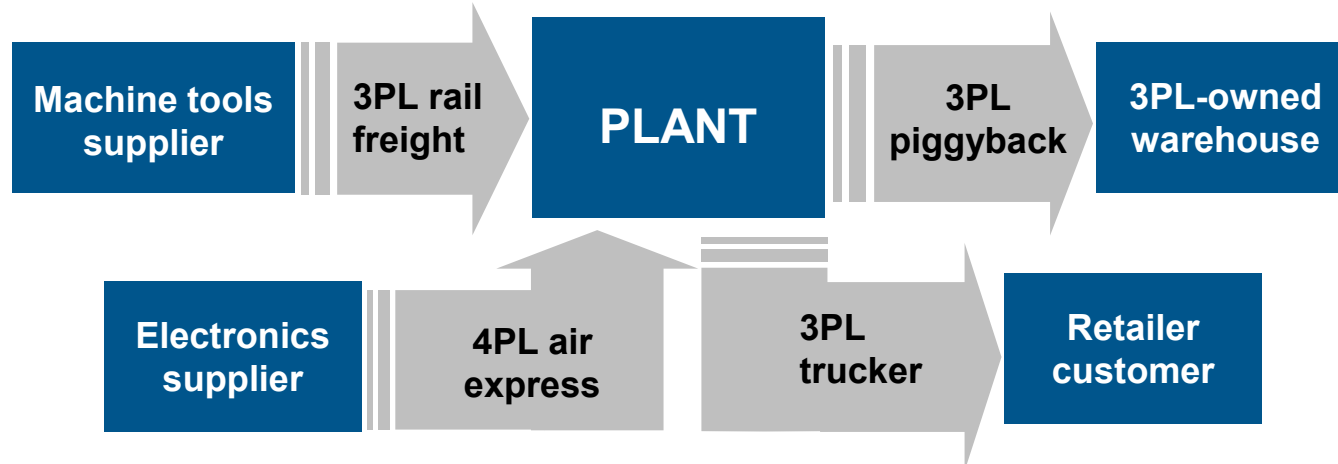 Machine tools
supplier
3PL rail
freight
PLANT
3PL
piggyback
3PL-owned
warehouse
Electronics
supplier
4PL air
express
3PL
trucker
Retailer
customer